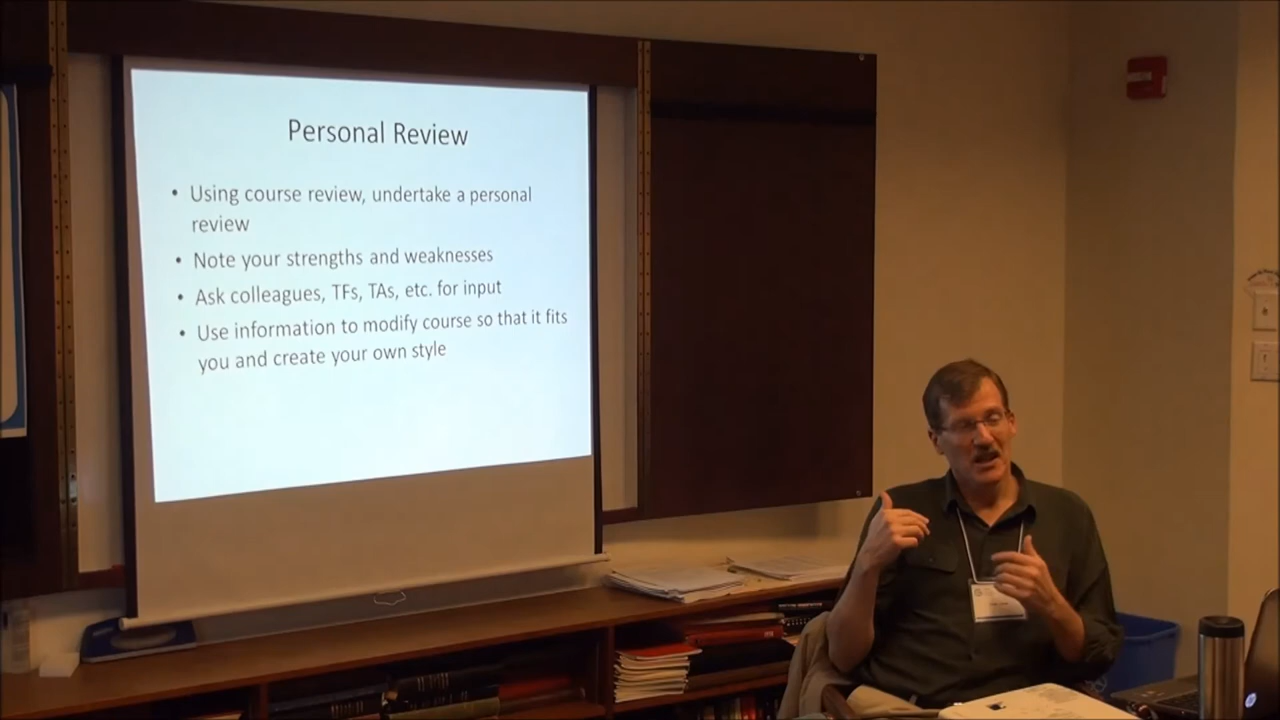 Personal Review
• Using course review, undertake a personal
review
• Note your strengths and weaknesses
• Ask colleagues, TFs, TAs, etc. for input
• Use information to modify course so that it fits
you and create your own style